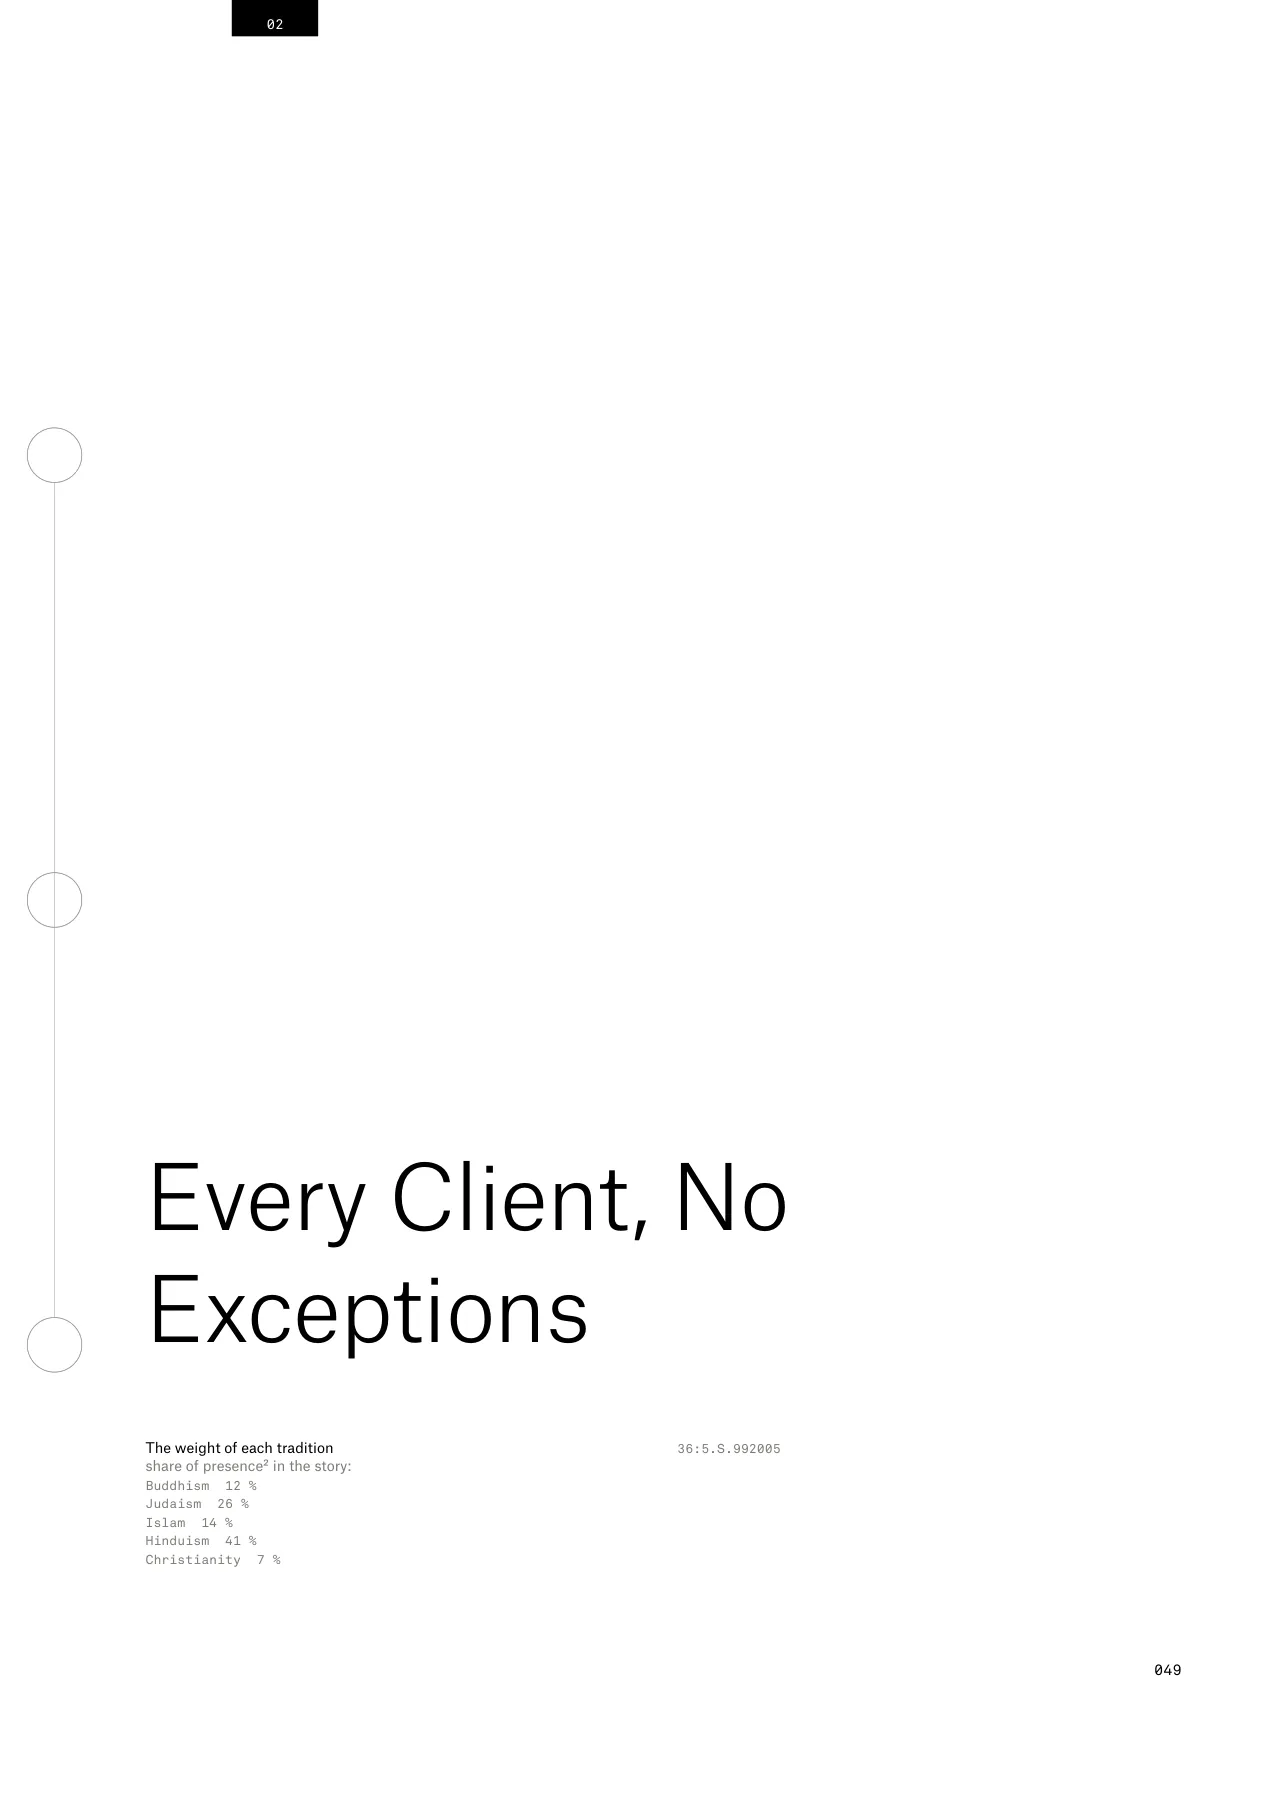 02
Every Client, No
Exceptions
The weight of each tradition
share of presence² in the story:
Buddhism 12 %
Judaism 26 %
Islam 14 %
Hinduism 41 %
Christianity 7 %
36:5.S.992005
049